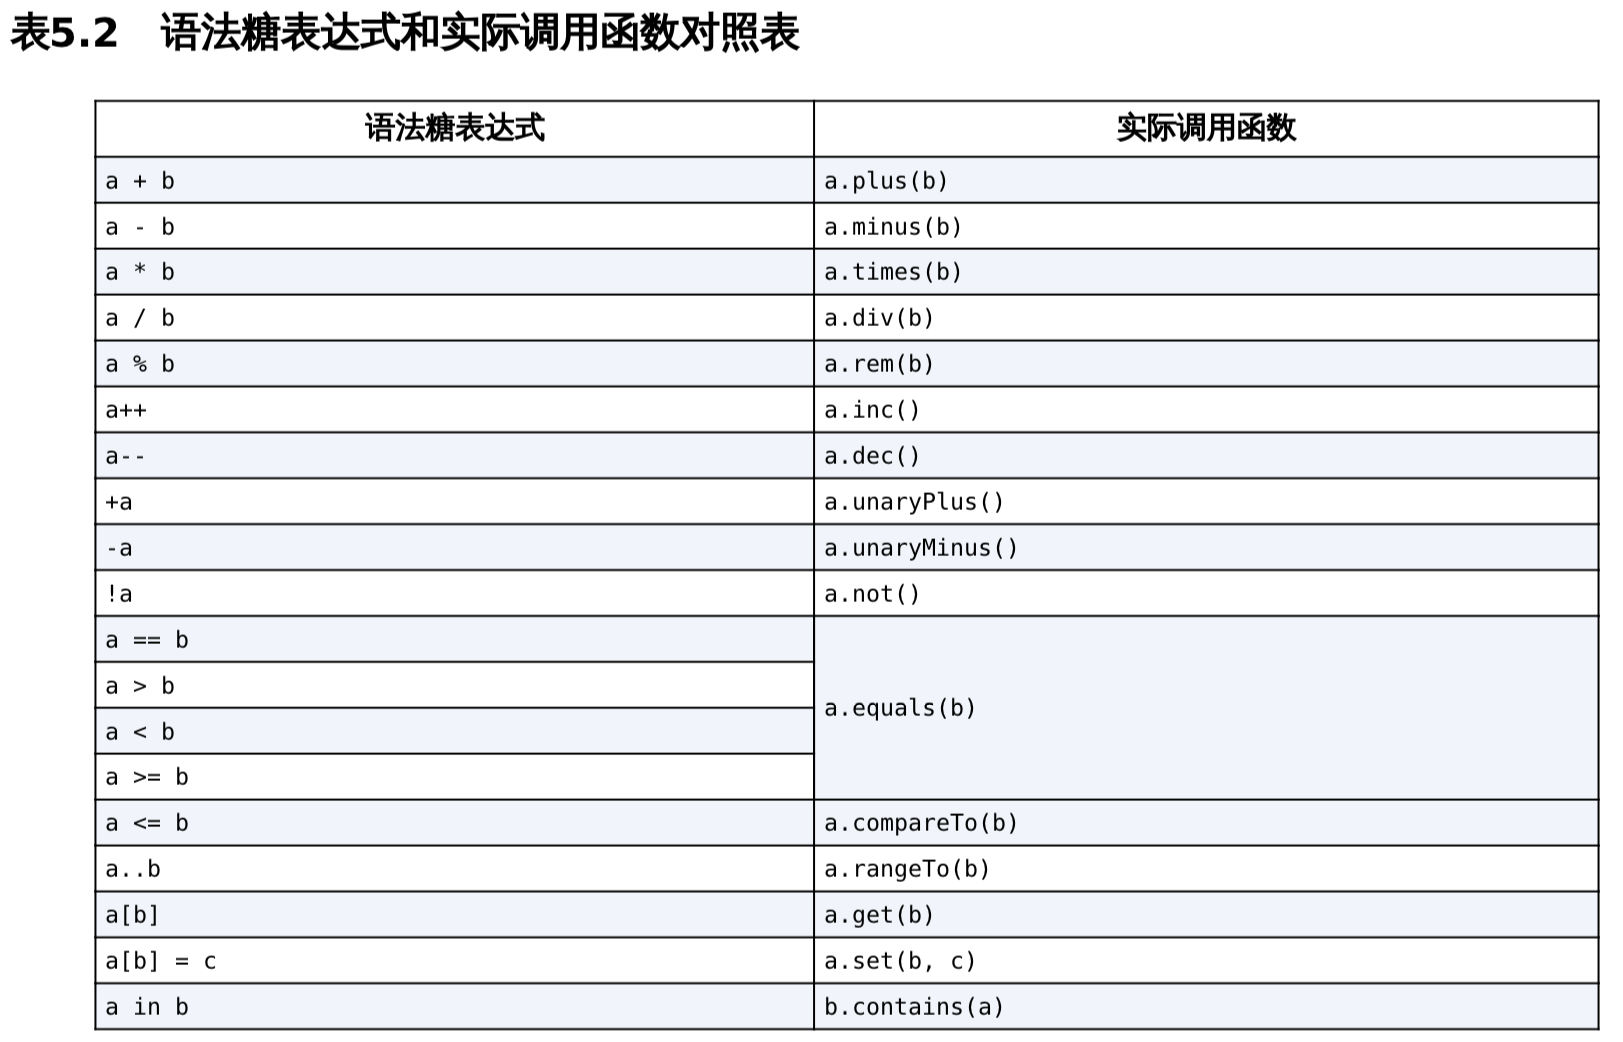 表5.2 语法糖表达式和实际调用函数对照表
语法糖表达式 实际调用函数
a + b a.plus(b)
a - b a.minus(b)
a * b a.times(b)
a / b a.div(b)
a % b a.rem(b)
a++ a.inc()
a-- a.dec()
+a a.unaryPlus()
-a a.unaryMinus()
!a a.not()
a == b
a > b
a < b
a >= b
a.equals(b)
a <= b a.compareTo(b)
a..b a.rangeTo(b)
a[b] a.get(b)
a[b] = c a.set(b, c)
a in b b.contains(a)